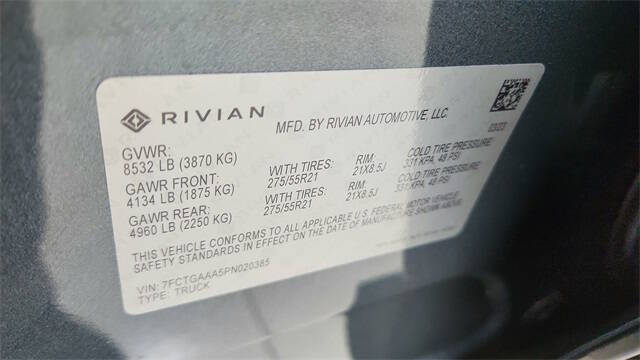 RIVIAN
MFD. BY RIVIAN AUTOMOTIVE, LLC.
GVWR:
8532 LB (3870 KG)
GAWR FRONT:
4134 LB (1875 KG)
WITH TIRES:
275/55R21
RIM:
21X8.5J
COLD TIRE PRESSURE:
331 KPA, 48 PSI
GAWR REAR:
4960 LB (2250 KG)
WITH TIRES:
275/55R21
RIM:
21X8.5J
COLD TIRE PRESSURE:
331 KPA, 48 PSI
THIS VEHICLE CONFORMS TO ALL APPLICABLE U.S. FEDERAL MOTOR VEHICLE
SAFETY STANDARDS IN EFFECT ON THE DATE OF MANUFACTURE SHOWN ABOVE.
VIN: 7FCTGAAA5PN020385
TYPE: TRUCK